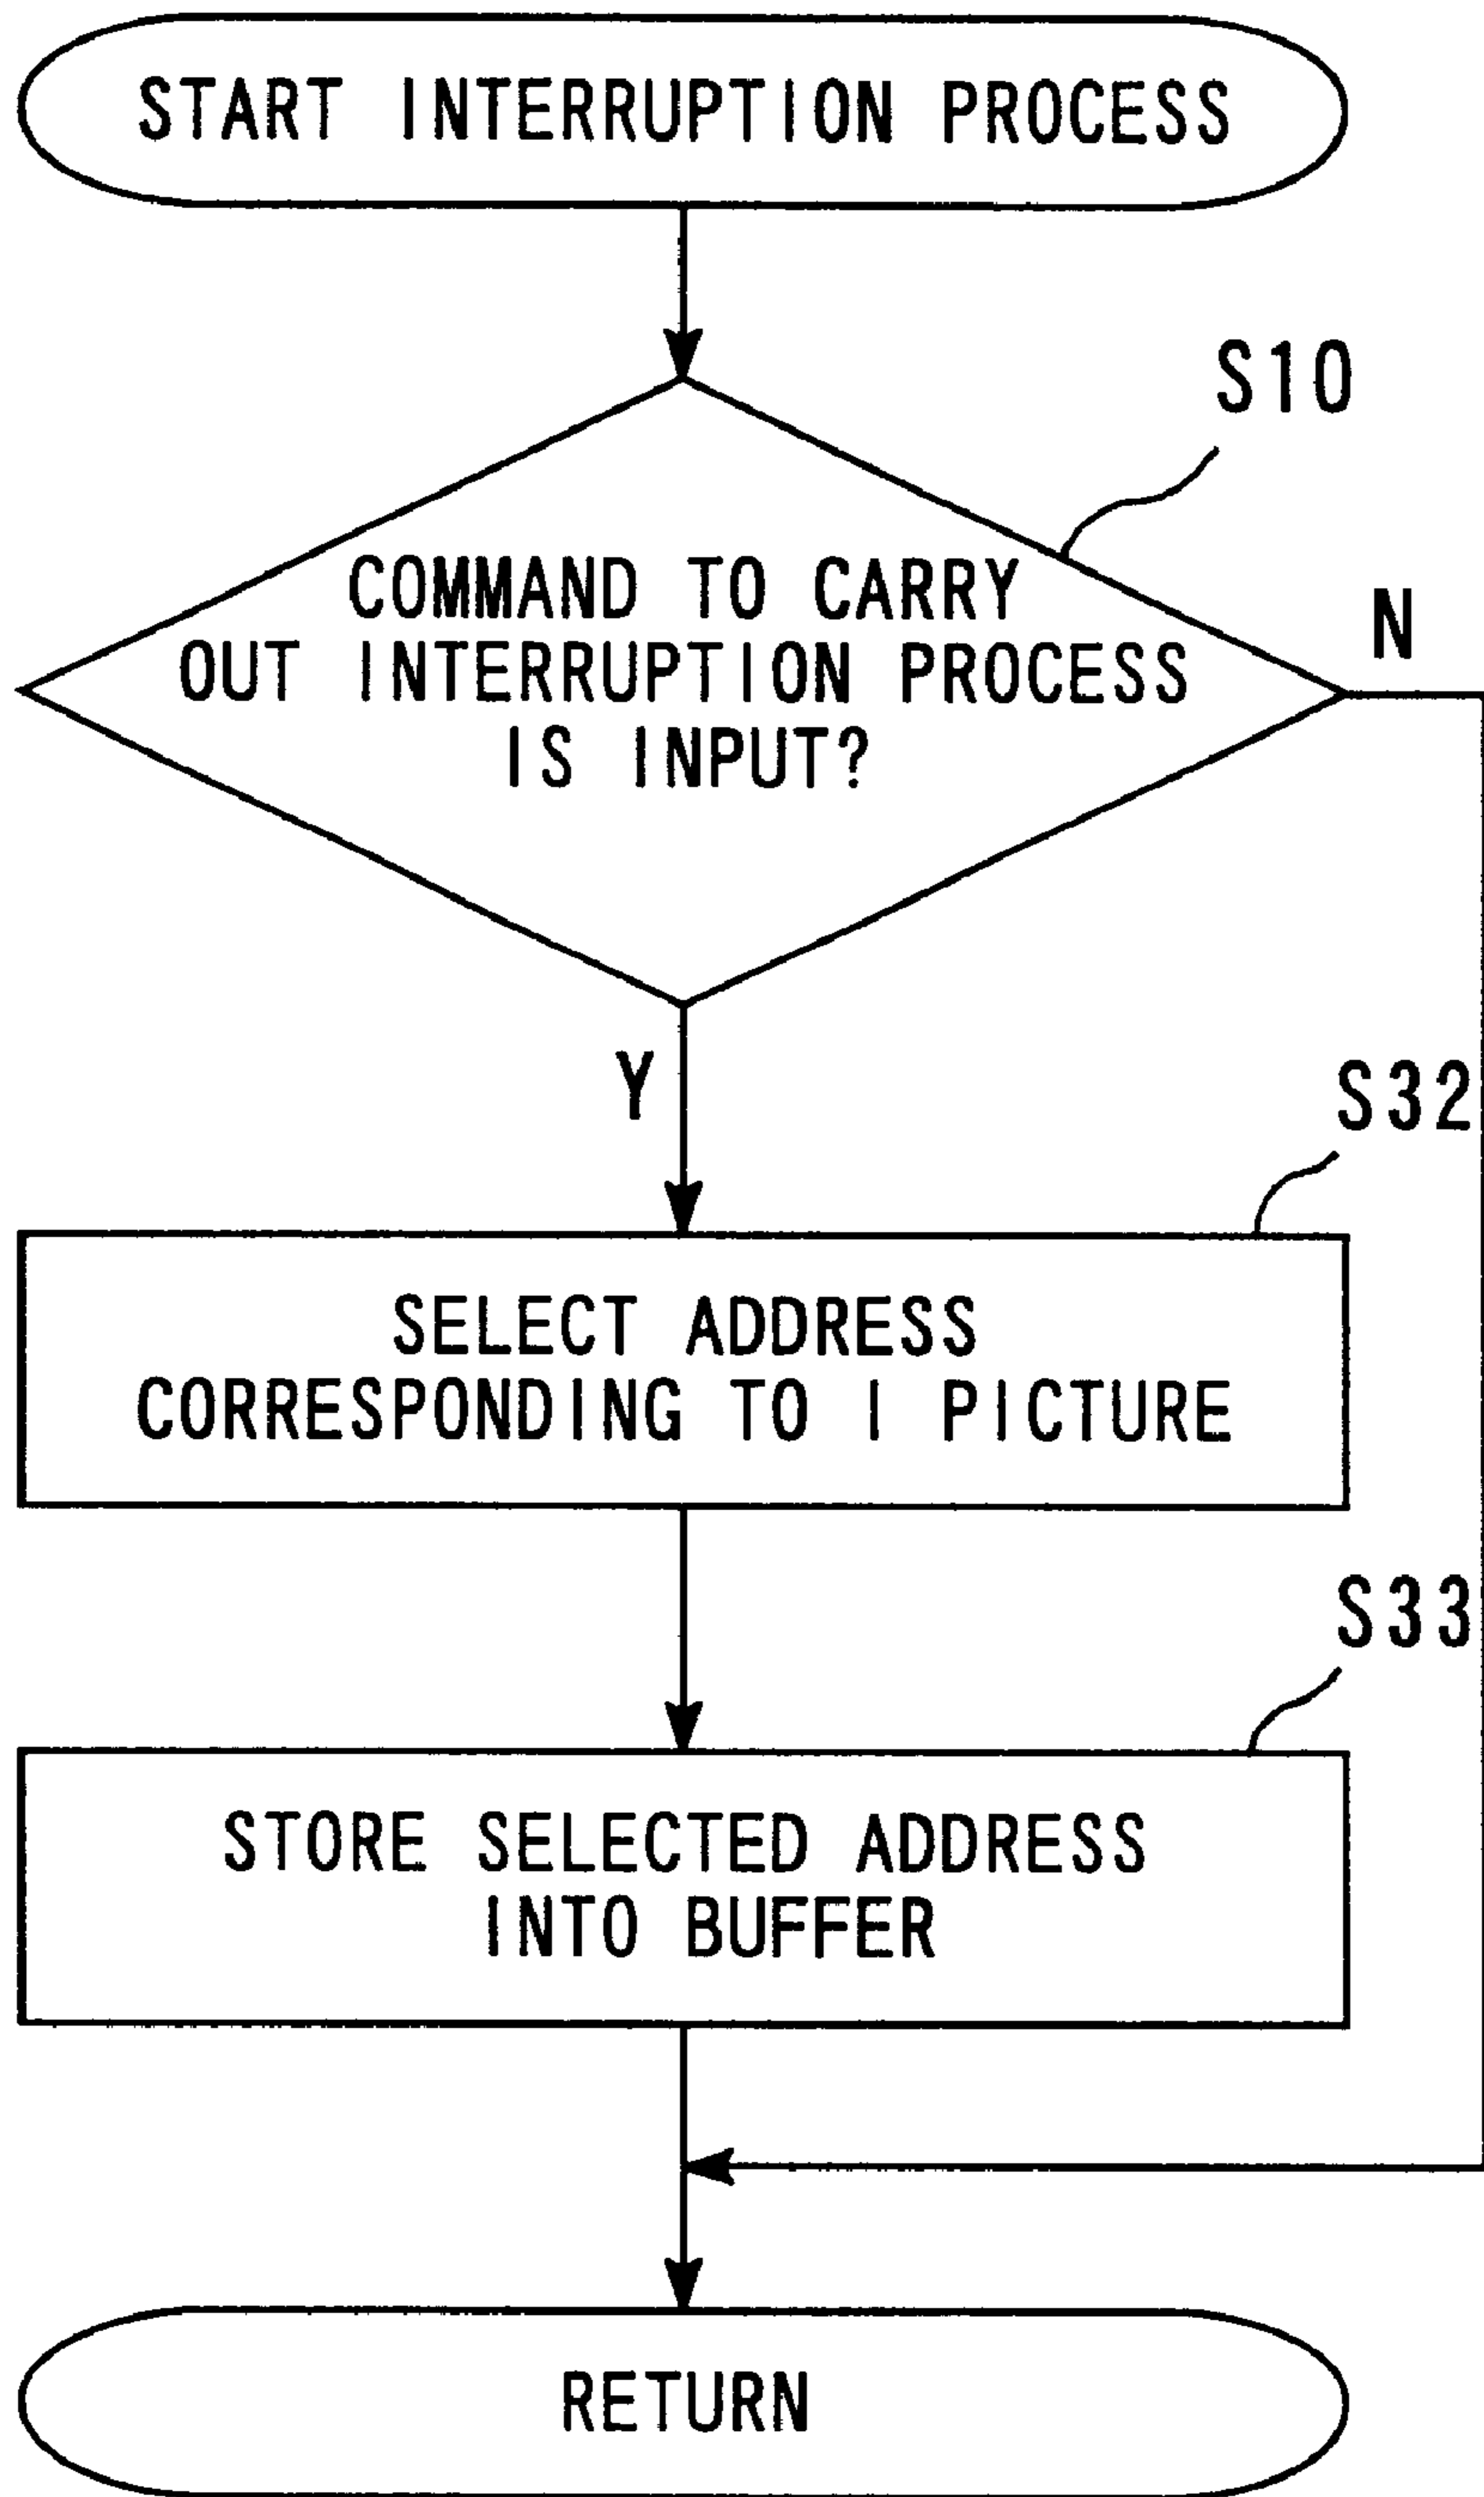 START INTERRUPTION PROCESS
S10
COMMAND TO CARRY
OUT INTERRUPTION PROCESS
IS INPUT?
N
Y
S32
SELECT ADDRESS
CORRESPONDING TO I PICTURE
S33
STORE SELECTED ADDRESS
INTO BUFFER
RETURN